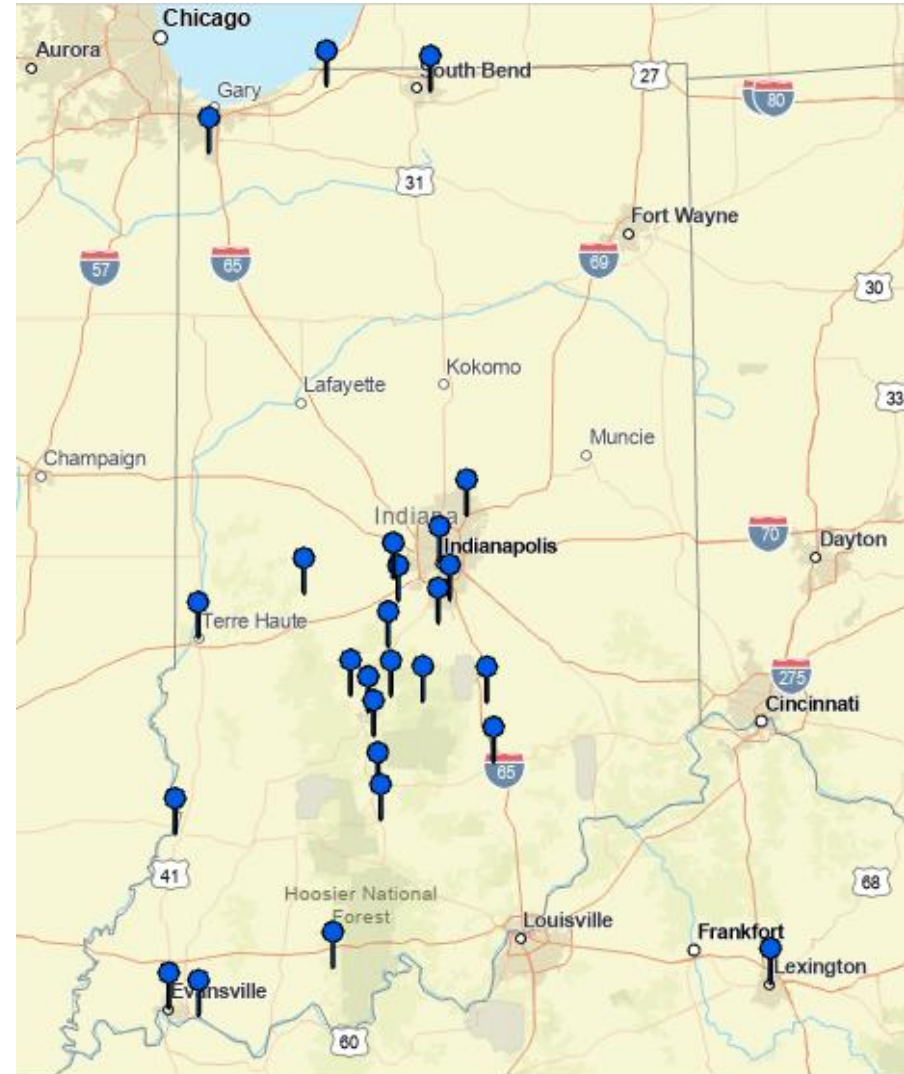 Chicago
Aurora
South Bend
27
80
Gary
31
Fort Wayne
57
65
69
30
Kokomo
Lafayette
33
Muncie
Champaign
Indiana
70
Indianapolis
Dayton
Terre Haute
275
Cincinnati
65
41
68
Hoosier National
Forest
Louisville
Frankfort
Lexington
Evansville
60